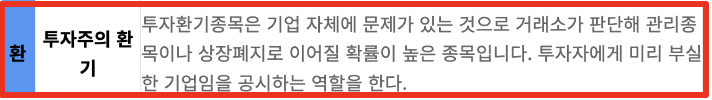 환
투자주의 환
기
투자환기종목은 기업 자체에 문제가 있는 것으로 거래소가 판단해 관리종
목이나 상장폐지로 이어질 확률이 높은 종목입니다. 투자자에게 미리 부실
한 기업임을 공시하는 역할을 한다.